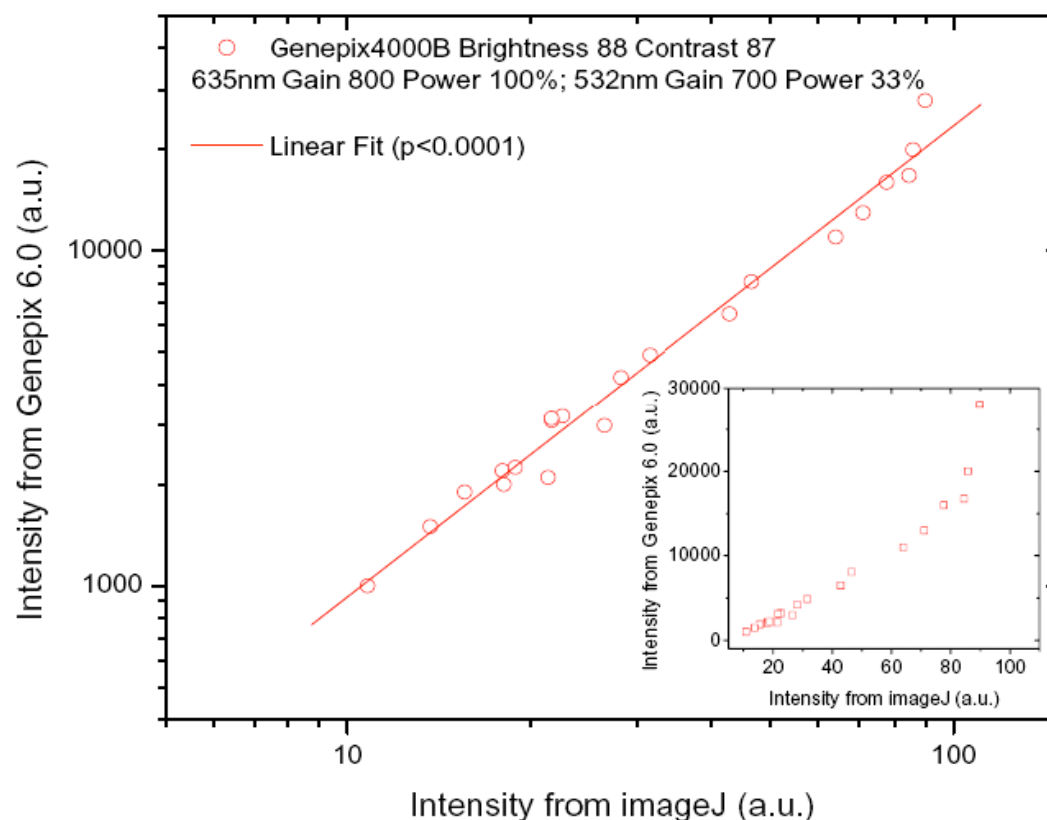 Genepix4000B Brightness 88 Contrast 87
635nm Gain 800 Power 100%; 532nm Gain 700 Power 33%
Linear Fit (p<0.0001)
Intensity from Genepix 6.0 (a.u.)
10000
1000
10
100
Intensity from imageJ (a.u.)
Intensity from Genepix 6.0 (a.u.)
30000
20000
10000
0
20
40
60
80
100
Intensity from imageJ (a.u.)